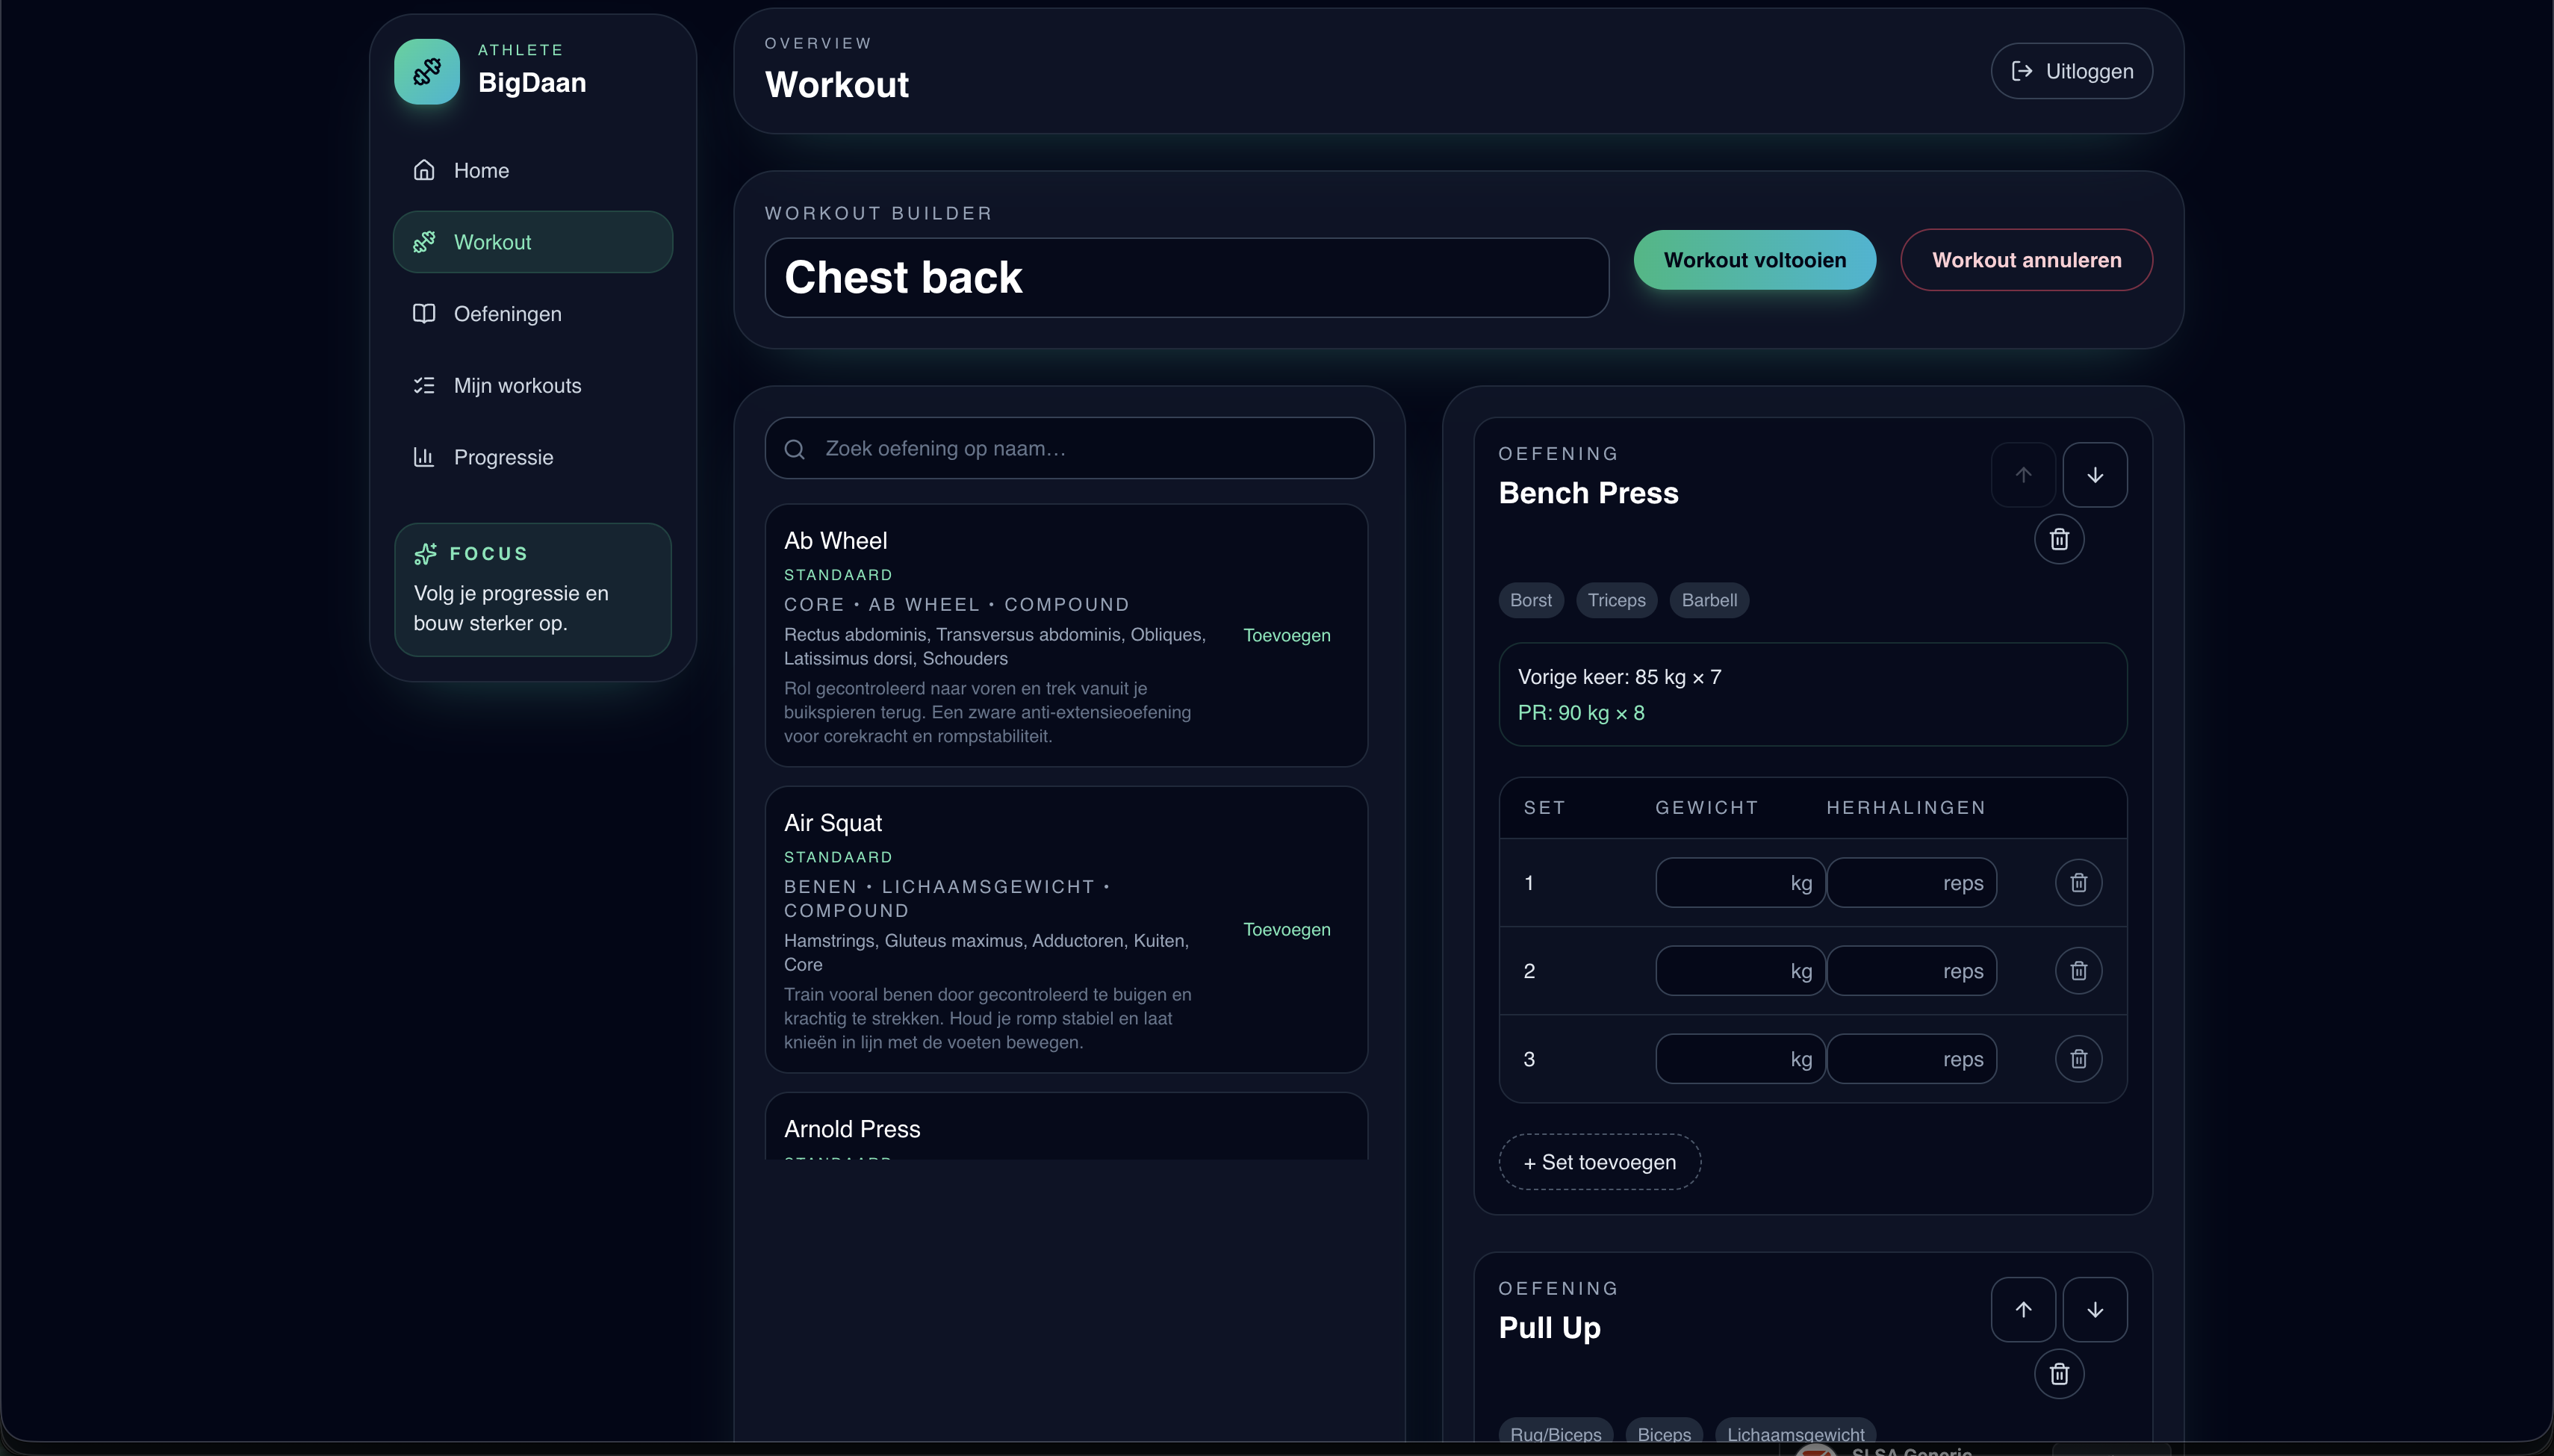 ATHLETE
BigDaan
Home
Workout
Oefeningen
Mijn workouts
Progressie
FOCUS
Volg je progressie en
bouw sterker op.
OVERVIEW
Workout
Uitloggen
WORKOUT BUILDER
Chest back
Workout voltooien
Workout annuleren
Zoek oefening op naam…
Ab Wheel
STANDAARD
CORE • AB WHEEL • COMPOUND
Rectus abdominis, Transversus abdominis, Obliques,
Latissimus dorsi, Schouders
Rol gecontroleerd naar voren en trek vanuit je
buikspieren terug. Een zware anti-extensieoefening
voor corekracht en rompstabiliteit.
Toevoegen
Air Squat
STANDAARD
BENEN • LICHAAMSGEWICHT •
COMPOUND
Hamstrings, Gluteus maximus, Adductoren, Kuiten,
Core
Train vooral benen door gecontroleerd te buigen en
krachtig te strekken. Houd je romp stabiel en laat
knieën in lijn met de voeten bewegen.
Toevoegen
Arnold Press
STANDAARD
OEFENING
Bench Press
Borst
Triceps
Barbell
Vorige keer: 85 kg × 7
PR: 90 kg × 8
SET GEWICHT HERHALINGEN
1 kg reps
2 kg reps
3 kg reps
+ Set toevoegen
OEFENING
Pull Up
Rug/Biceps
Biceps
Lichaamsgewicht
SLSA Generic